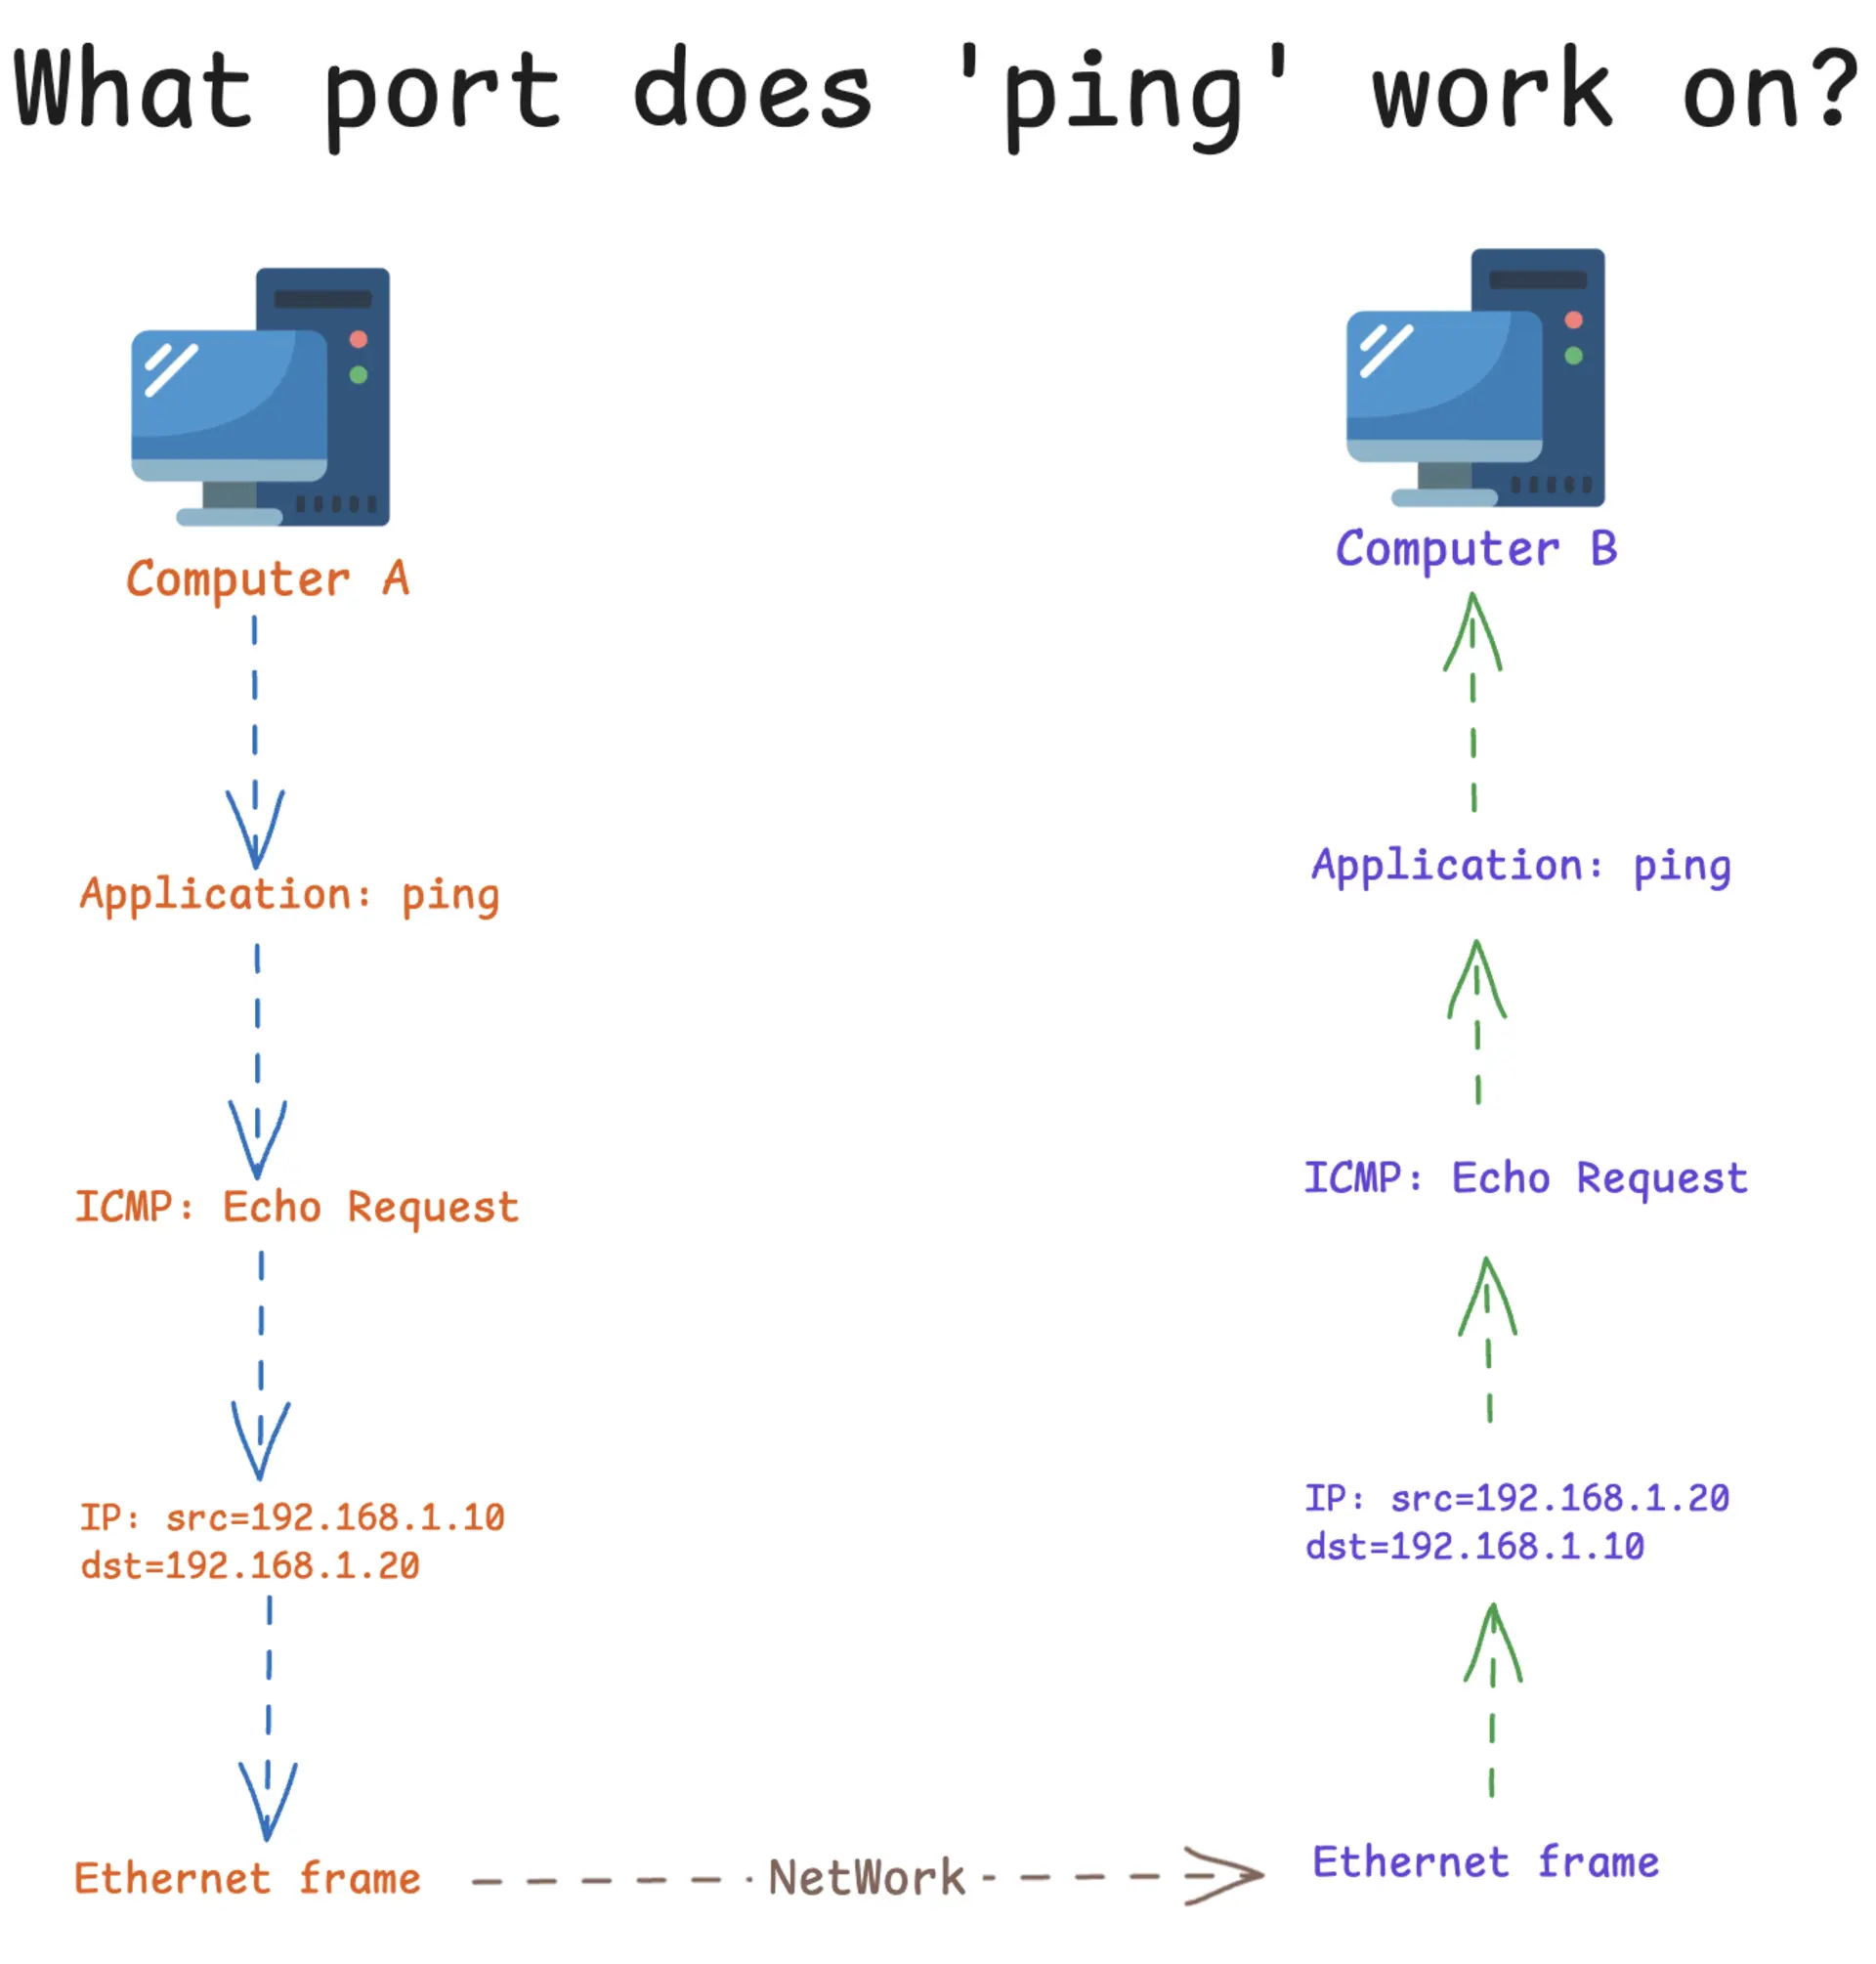 What port does 'ping' work on?
Computer A
Application: ping
ICMP: Echo Request
IP: src=192.168.1.10
dst=192.168.1.20
Ethernet frame
NetWork
Computer B
Application: ping
ICMP: Echo Request
IP: src=192.168.1.20
dst=192.168.1.10
Ethernet frame